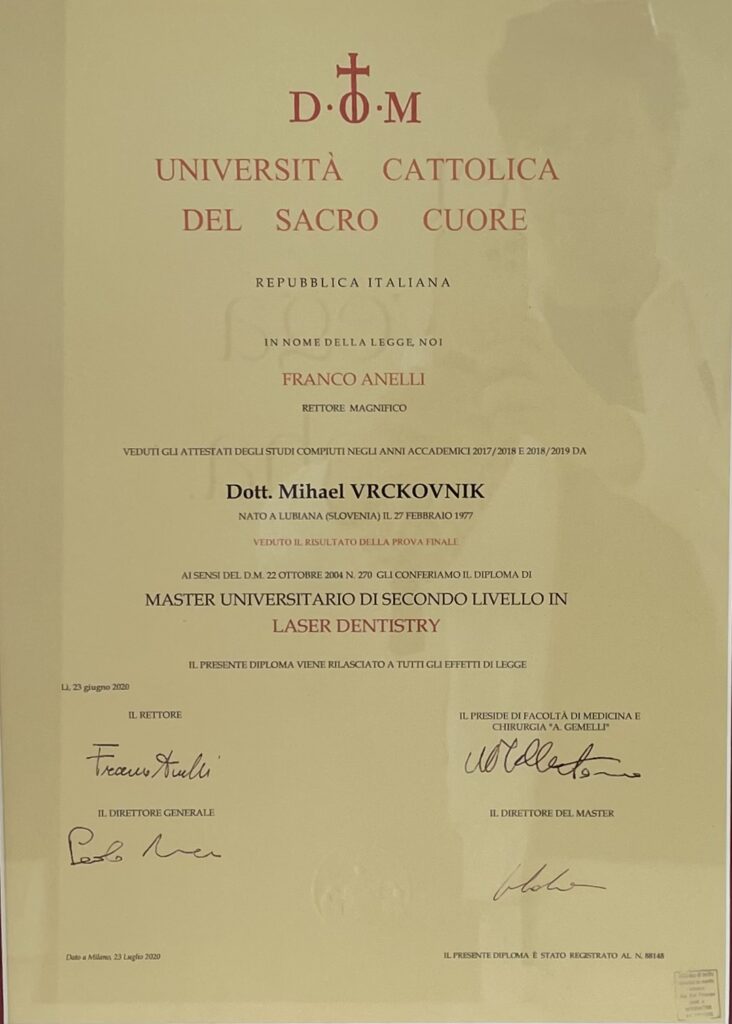 D·O·M
UNIVERSITÀ CATTOLICA
DEL SACRO CUORE
REPUBBLICA ITALIANA
IN NOME DELLA LEGGE, NOI
FRANCO ANELLI
RETTORE MAGNIFICO
VEDUTI GLI ATTESTATI DEGLI STUDI COMPIUTI NEGLI ANNI ACCADEMICI 2017/2018 E 2018/2019 DA
Dott. Mihael VRCKOVNIK
NATO A LUBIANA (SLOVENIA) IL 27 FEBBRAIO 1977
VEDUTO IL RISULTATO DELLA PROVA FINALE
AI SENSI DEL D.M. 22 OTTOBRE 2004 N. 270 GLI CONFERIAMO IL DIPLOMA DI
MASTER UNIVERSITARIO DI SECONDO LIVELLO IN
LASER DENTISTRY
IL PRESENTE DIPLOMA VIENE RILASCIATO A TUTTI GLI EFFETTI DI LEGGE
Lì, 23 giugno 2020
IL RETTORE
IL PRESIDE DI FACOLTÀ DI MEDICINA E
CHIRURGIA "A. GEMELLI"
Franco Anelli
IL DIRETTORE GENERALE
IL DIRETTORE DEL MASTER
Paolo
Dato a Milano, 23 Luglio 2020
IL PRESENTE DIPLOMA È STATO REGISTRATO AL N. 88148